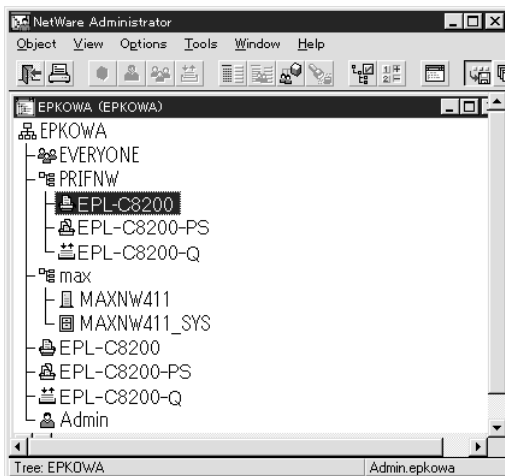 NetWare Administrator
Object View Options Tools Window Help
EPKOWA (EPKOWA)
EPKOWA
EVERYONE
PRIFNW
EPL-C8200
EPL-C8200-PS
EPL-C8200-Q
max
MAXNW411
MAXNW411_SYS
EPL-C8200
EPL-C8200-PS
EPL-C8200-Q
Admin
Tree: EPKOWA Admin.epkowa